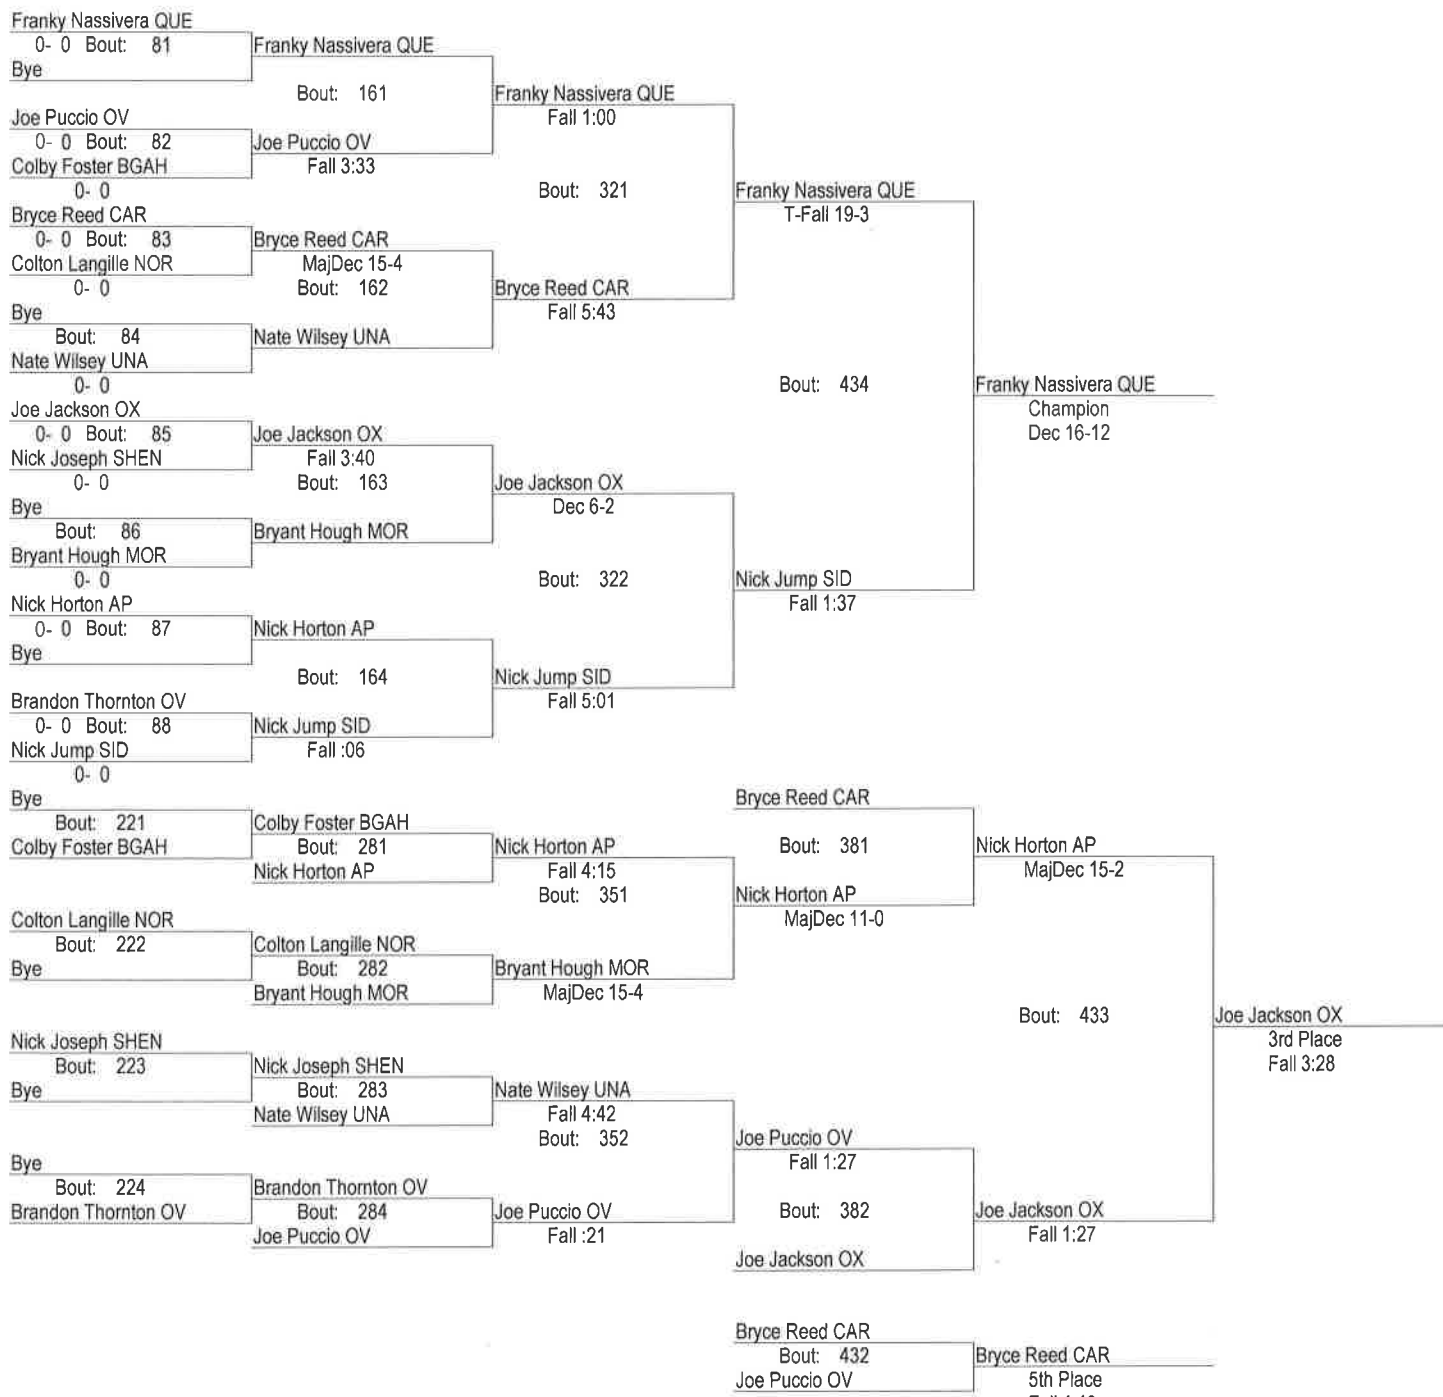 Franky Nassivera QUE
0- 0 Bout: 81
Bye
Franky Nassivera QUE
Bout: 161
Joe Puccio OV
0- 0 Bout: 82
Colby Foster BGAH
0- 0
Joe Puccio OV
Fall 3:33
Franky Nassivera QUE
Fall 1:00
Bout: 321
Bryce Reed CAR
0- 0 Bout: 83
Colton Langille NOR
0- 0
Bryce Reed CAR
MajDec 15-4
Bout: 162
Bye
Bout: 84
Nate Wilsey UNA
0- 0
Nate Wilsey UNA
Bryce Reed CAR
Fall 5:43
Franky Nassivera QUE
T-Fall 19-3
Bout: 434
Joe Jackson OX
0- 0 Bout: 85
Nick Joseph SHEN
0- 0
Joe Jackson OX
Fall 3:40
Bout: 163
Bye
Bout: 86
Bryant Hough MOR
0- 0
Bryant Hough MOR
Joe Jackson OX
Dec 6-2
Bout: 322
Nick Horton AP
0- 0 Bout: 87
Bye
Nick Horton AP
Bout: 164
Brandon Thornton OV
0- 0 Bout: 88
Nick Jump SID
0- 0
Nick Jump SID
Fall :06
Nick Jump SID
Fall 5:01
Nick Jump SID
Fall 1:37
Franky Nassivera QUE
Champion
Dec 16-12
Bye
Bout: 221
Colby Foster BGAH
Colby Foster BGAH
Bout: 281
Nick Horton AP
Nick Horton AP
Fall 4:15
Bout: 351
Colton Langille NOR
Bout: 222
Bye
Colton Langille NOR
Bout: 282
Bryant Hough MOR
Bryant Hough MOR
MajDec 15-4
Bryce Reed CAR
Bout: 381
Nick Horton AP
MajDec 11-0
Nick Horton AP
MajDec 15-2
Bout: 433
Nick Joseph SHEN
Bout: 223
Bye
Nick Joseph SHEN
Bout: 283
Nate Wilsey UNA
Nate Wilsey UNA
Fall 4:42
Bout: 352
Bye
Bout: 224
Brandon Thornton OV
Brandon Thornton OV
Bout: 284
Joe Puccio OV
Joe Puccio OV
Fall :21
Joe Puccio OV
Fall 1:27
Bout: 382
Joe Jackson OX
Joe Jackson OX
Fall 1:27
Joe Jackson OX
3rd Place
Fall 3:28
Bryce Reed CAR
Bout: 432
Joe Puccio OV
Bryce Reed CAR
5th Place